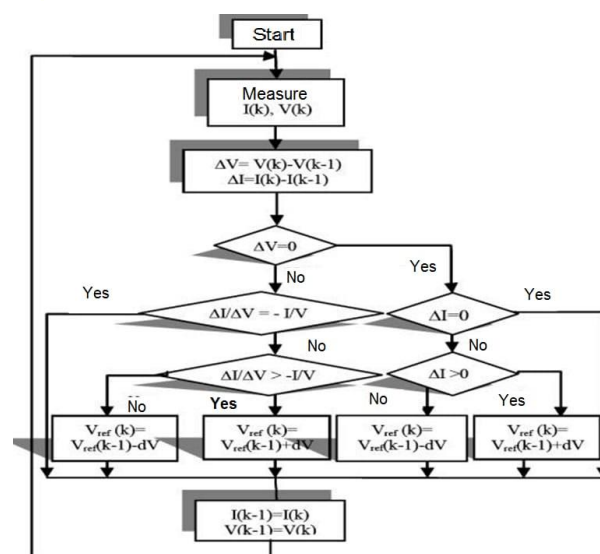 Start
Measure
I(k), V(k)
ΔV= V(k)-V(k-1)
ΔI=I(k)-I(k-1)
ΔV=0
No
Yes
Yes
ΔI/ΔV = - I/V
ΔI=0
Yes
No
No
ΔI/ΔV > -I/V
ΔI >0
No
Yes
No
Yes
Vref (k)=
Vref(k-1)-dV
Vref (k)=
Vref(k-1)+dV
Vref (k)=
Vref(k-1)-dV
Vref (k)=
Vref(k-1)+dV
I(k-1)=I(k)
V(k-1)=V(k)